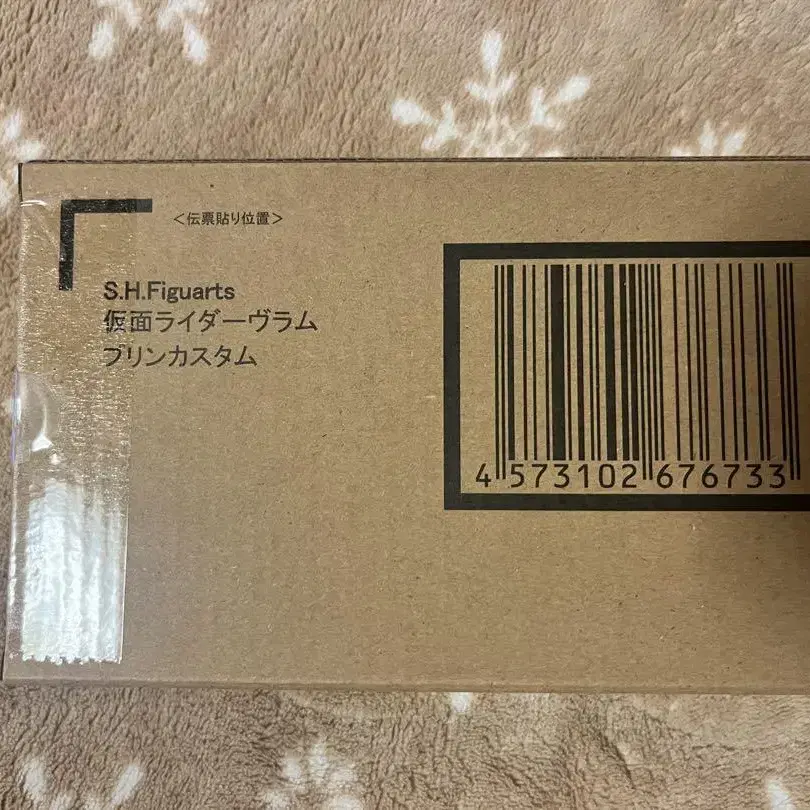 <伝票貼り位置>
S.H.Figuarts
仮面ライダーヴラム
プリンカスタム
4 573102 676733